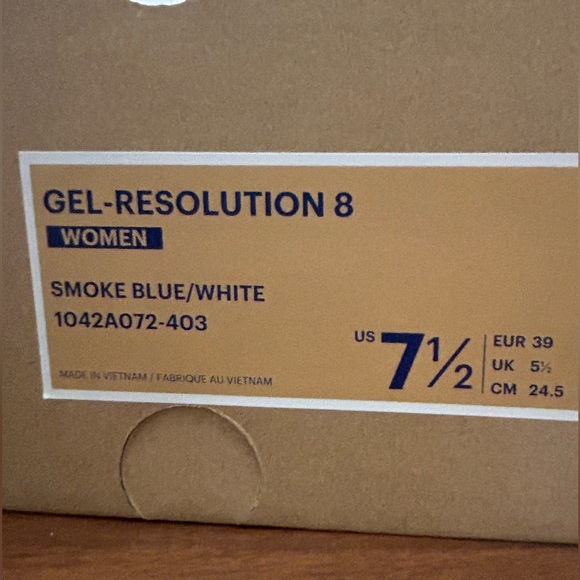 GEL-RESOLUTION 8
WOMEN
SMOKE BLUE/WHITE
1042A072-403
MADE IN VIETNAM / FABRIQUE AU VIETNAM
US 7½
EUR 39
UK 5½
CM 24.5